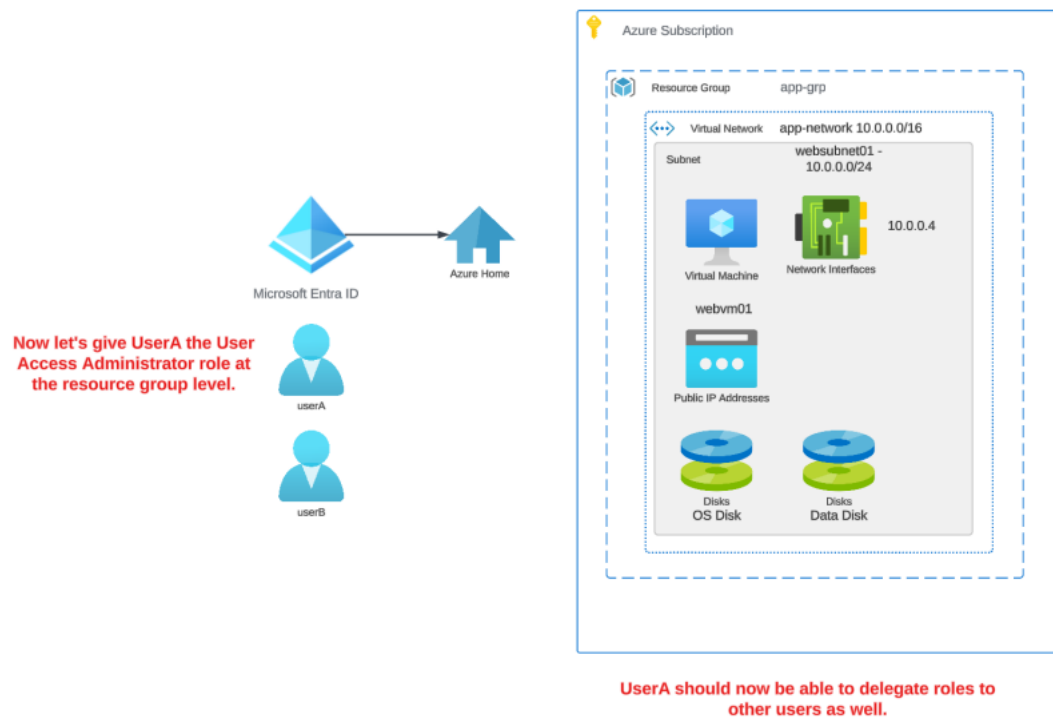 Azure Subscription
Resource Group
app-grp
Virtual Network
app-network 10.0.0.0/16
Subnet
websubnet01 -
10.0.0.0/24
Virtual Machine
Network Interfaces
10.0.0.4
webvm01
Public IP Addresses
Disks
OS Disk
Disks
Data Disk
Microsoft Entra ID
Azure Home
Now let's give UserA the User
Access Administrator role at
the resource group level.
userA
userB
UserA should now be able to delegate roles to
other users as well.